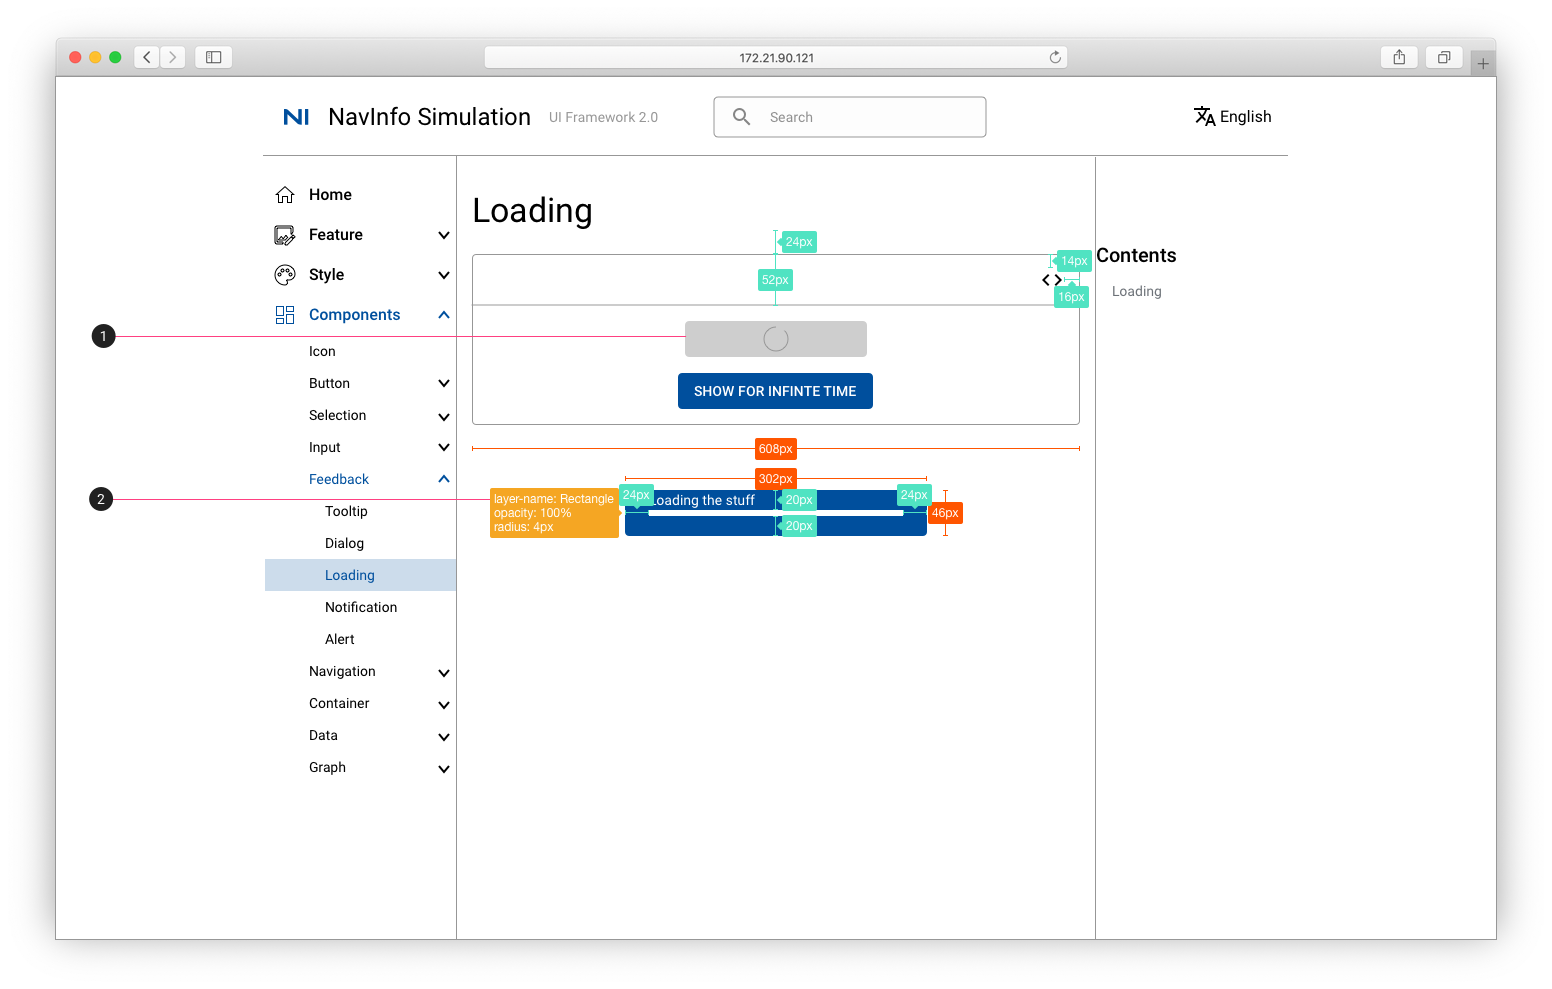 172.21.90.121
NI NavInfo Simulation UI Framework 2.0 Search English
Home
Feature
Style
Components
Icon
Button
Selection
Input
Feedback
Tooltip
Dialog
Loading
Notification
Alert
Navigation
Container
Data
Graph
Loading
24px
14px
52px
16px
1
SHOW FOR INFINTE TIME
608px
302px
2
layer-name: Rectangle
opacity: 100%
radius: 4px
24px
Loading the stuff
20px
24px
46px
20px
Contents
Loading